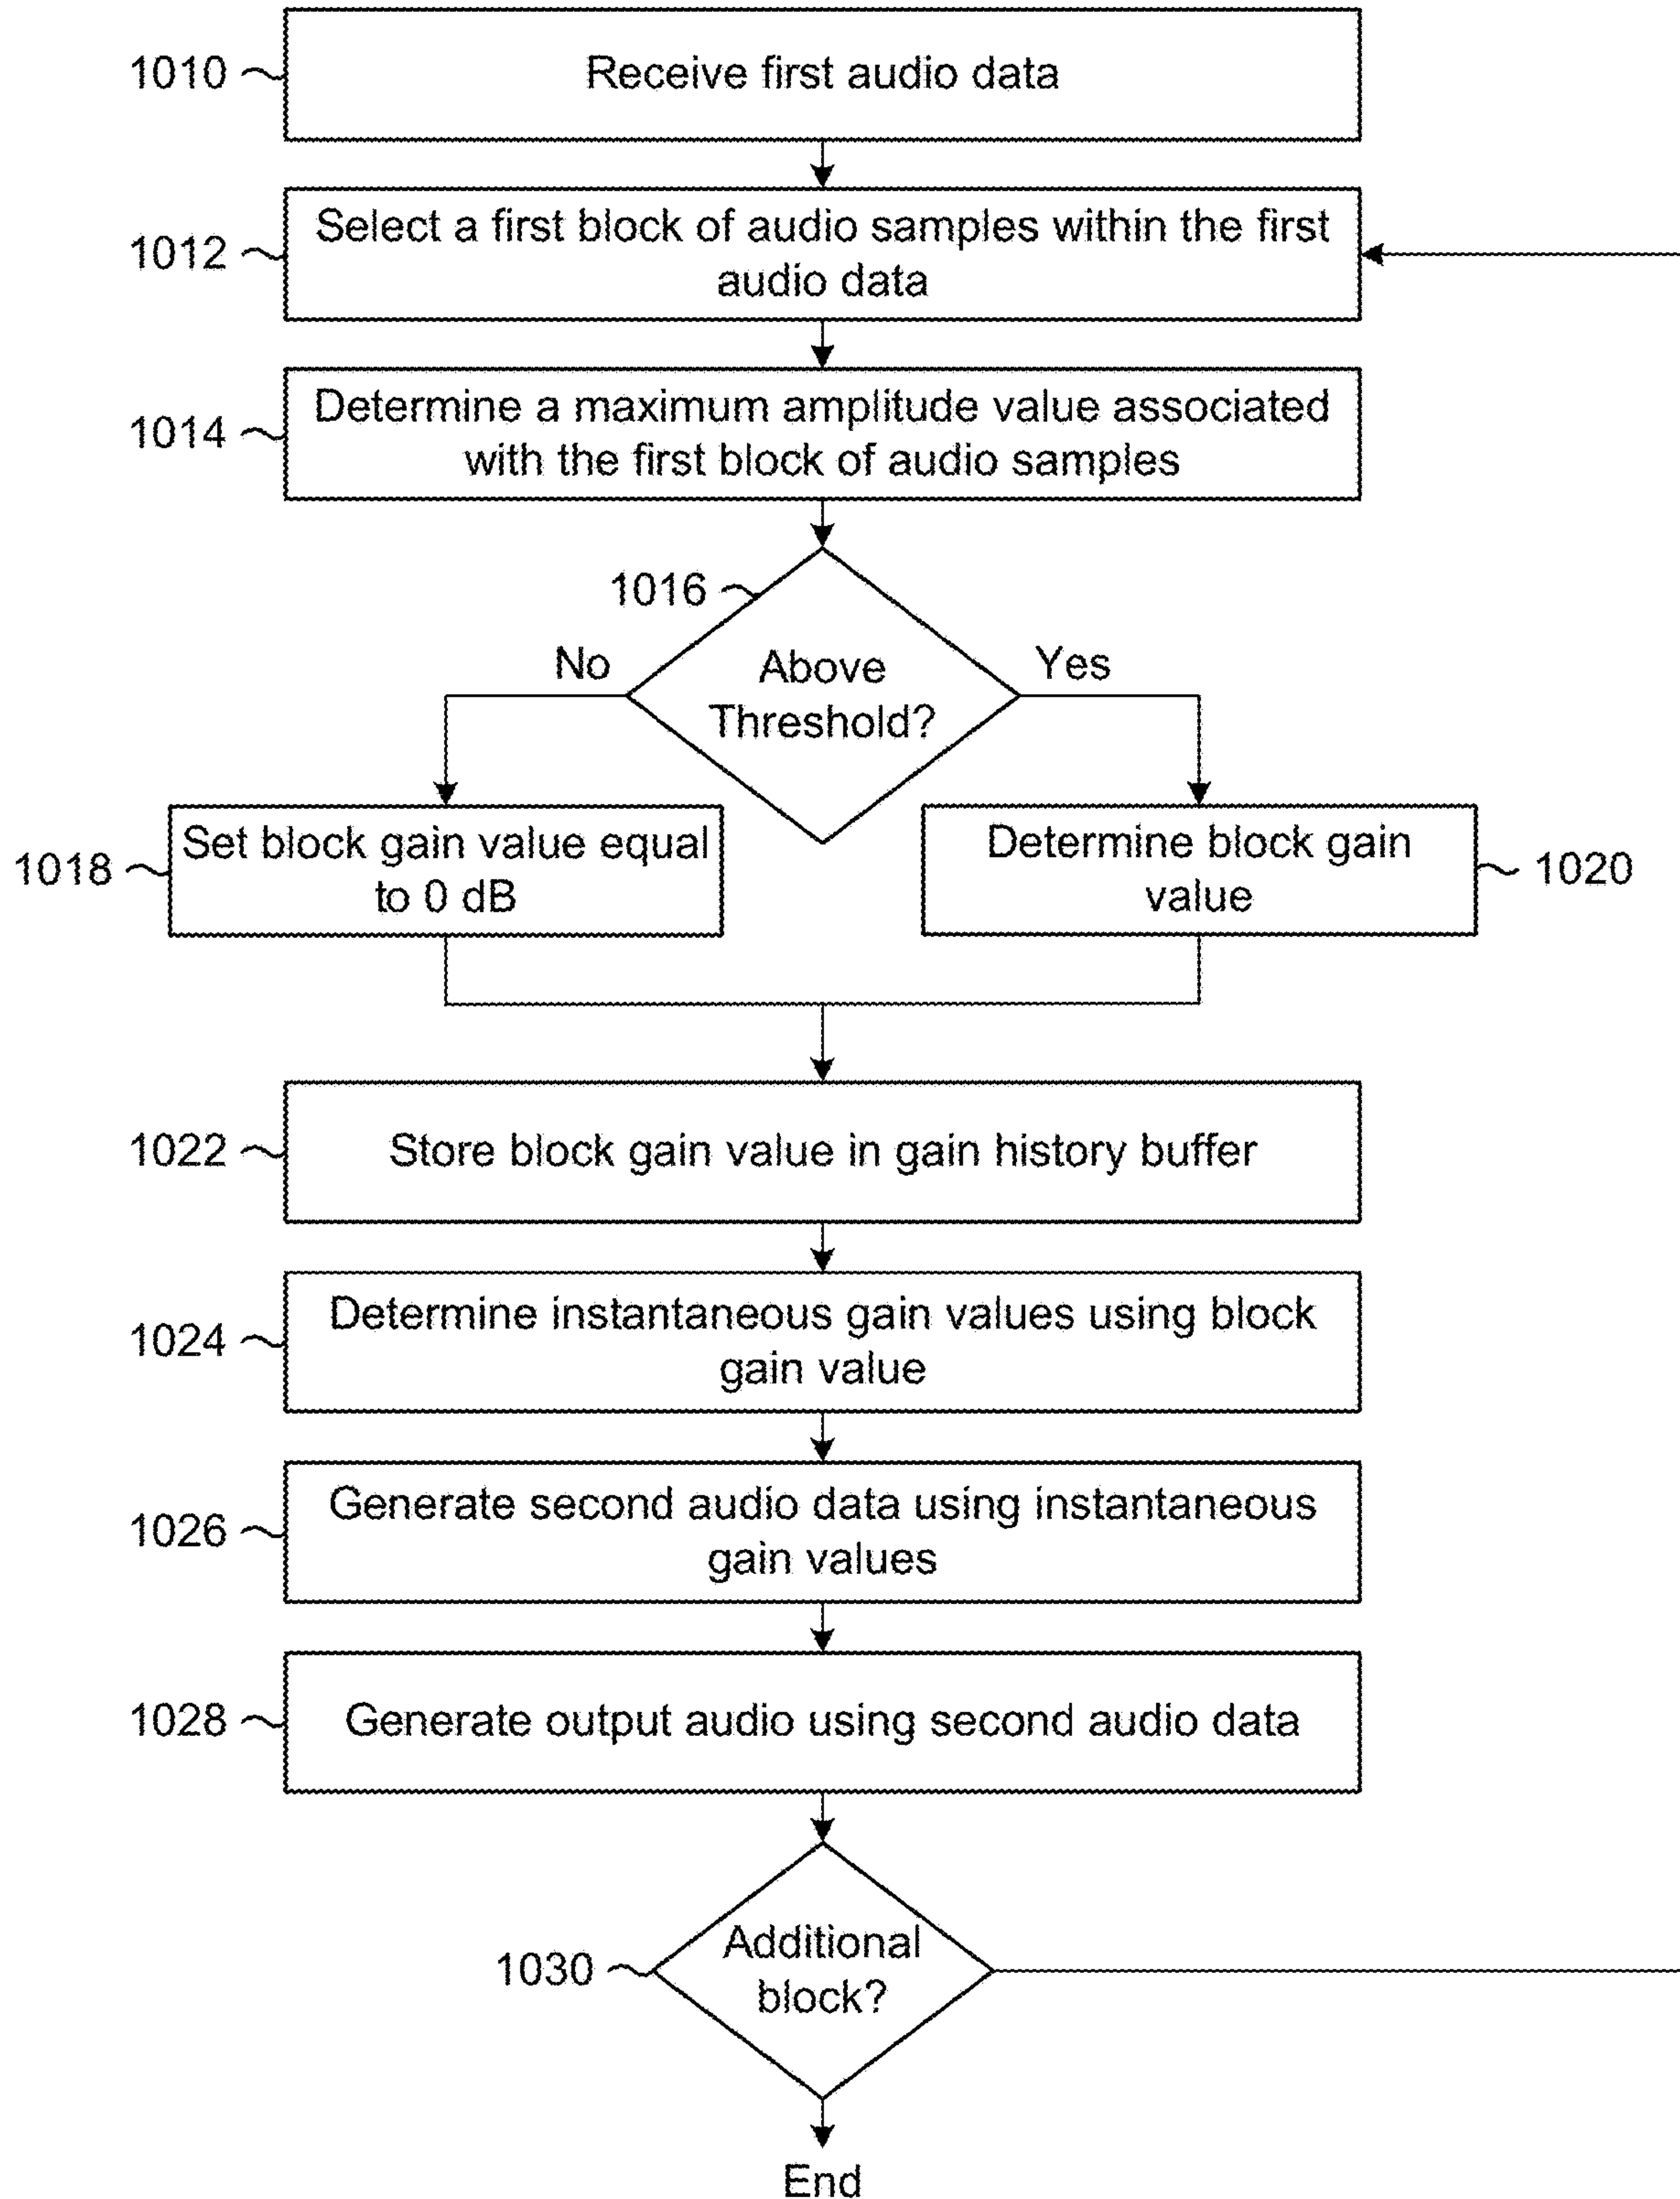 1010
Receive first audio data
1012
Select a first block of audio samples within the first
audio data
1014
Determine a maximum amplitude value associated
with the first block of audio samples
1016
No
Above
Threshold?
Yes
1018
Set block gain value equal
to 0 dB
Determine block gain
value
1020
1022
Store block gain value in gain history buffer
1024
Determine instantaneous gain values using block
gain value
1026
Generate second audio data using instantaneous
gain values
1028
Generate output audio using second audio data
1030
Additional
block?
End